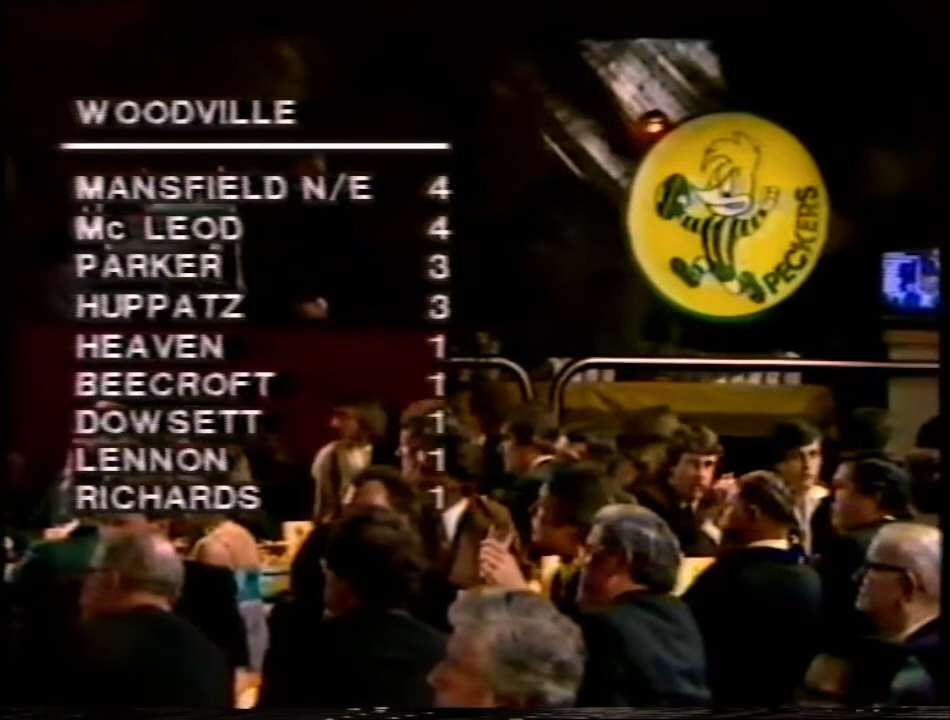 WOODVILLE
MANSFIELD N/E 4
Mc LEOD 4
PARKER 3
HUPPATZ 3
HEAVEN 1
BEECROFT 1
DOWSETT 1
LENNON 1
RICHARDS 1
PECKERS